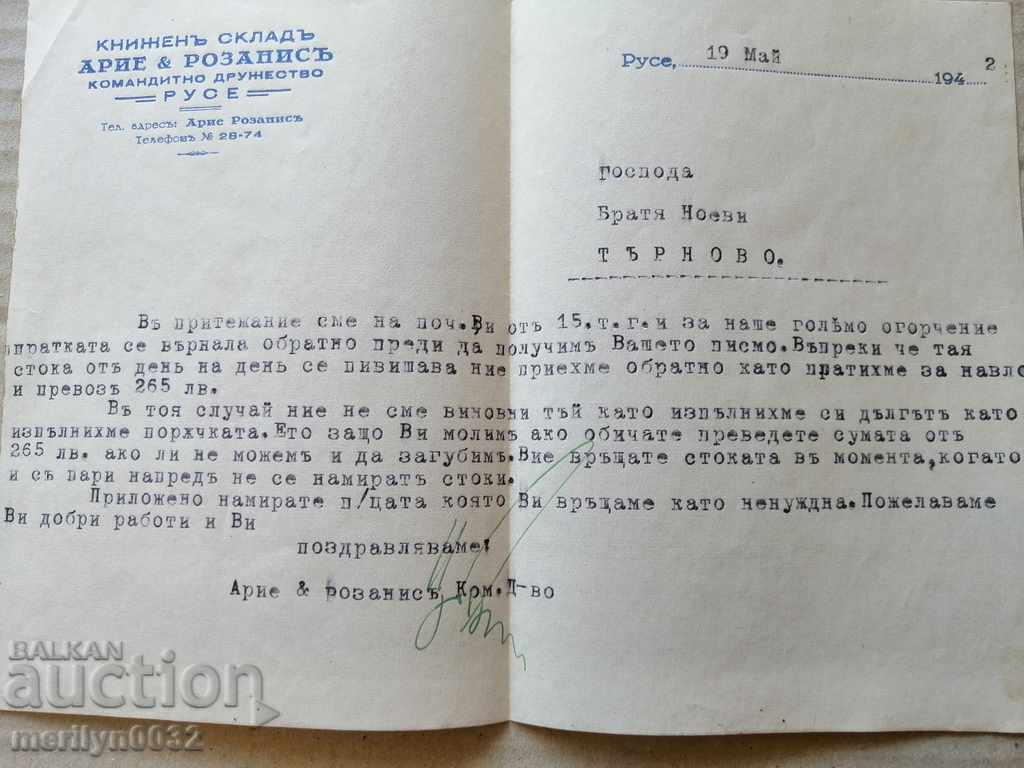 КНИЖЕНЪ СКЛАДЪ
АРИЕ & РОЗАНИСЪ
КОМАНДИТНО ДРУЖЕСТВО
РУСЕ
Тел. адресъ: Арие Розанисъ
Телефонъ № 28-74
Русе, 19 Май 1942
господа
Братя Ноеви
ТЪРНОВО.
Въ притежание сме на поч. Ви отъ 15.т.г. и за наше голѣмо огорчение
пратката се върнала обратно преди да получимъ Вашето писмо. Въпреки че тая
стока отъ день на день се пивишава ние приехме обратно като пратихме за навло
и превозъ 265 лв.
Въ тоя случай ние не сме виновни тъй като изпълнихме си дългътъ като
изпълнихме порѫчката. Ето защо Ви молимъ ако обичате преведете сумата отъ
265 лв. ако ли не можемъ и да загубимъ. Вие връщате стоката въ момента, когато
и съ пари напредъ не се намиратъ стоки.
Приложено намирате п/цата която Ви връщаме като ненуждна. Пожелаваме
Ви добри работи и Ви
поздравляваме!
Арие & розанисъ Ком. Д-во
BALKAN
auction
merilyn0032